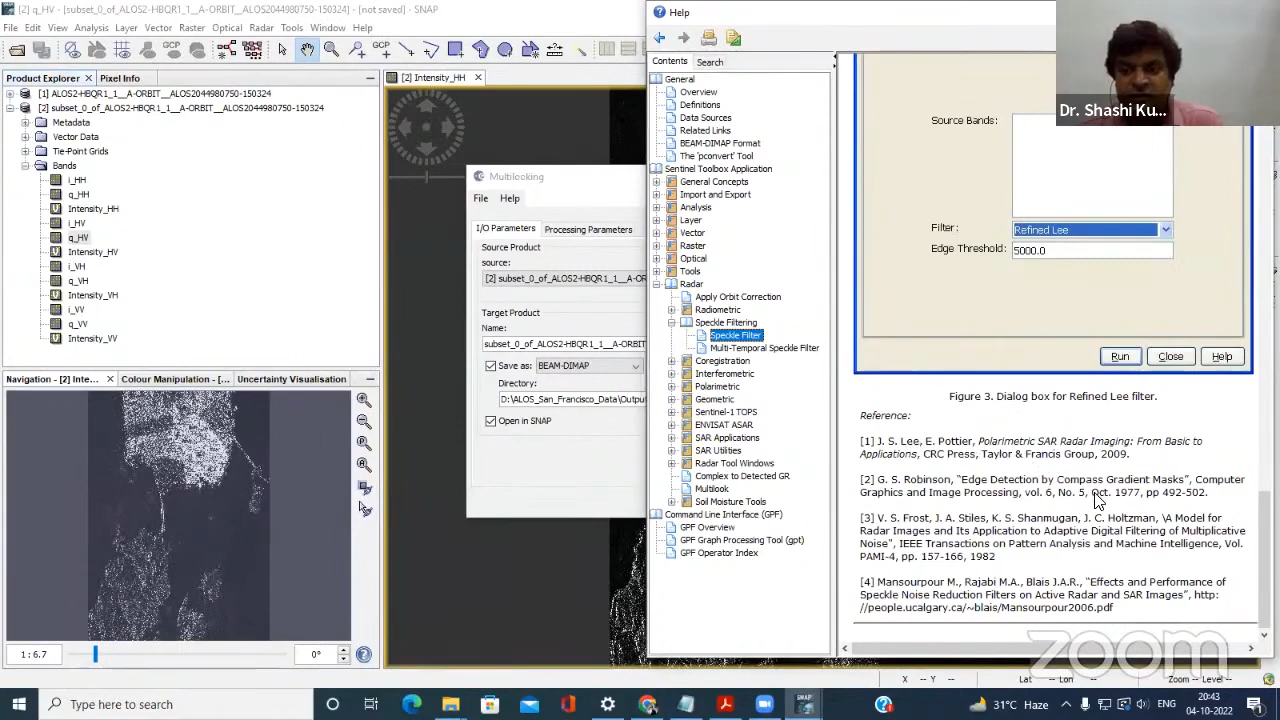 [2] q_HV - [subset_0_of_ALOS2-HBQR1_1__A-ORBIT__ALOS2044980750-150324] - [not saved] - SNAP
File Edit View Analysis Layer Vector Raster Optical Radar Tools Window Help
GCP
GCP
Product Explorer
Pixel Info
[1] ALOS2-HBQR1_1__A-ORBIT__ALOS2044980750-150324
[2] subset_0_of_ALOS2-HBQR1_1__A-ORBIT__ALOS2044980750-150324
Metadata
Vector Data
Tie-Point Grids
Bands
i_HH
q_HH
Intensity_HH
i_HV
q_HV
Intensity_HV
i_VH
q_VH
Intensity_VH
i_VV
q_VV
Intensity_VV
Navigation - [2] Inte...
Colour Manipulation - [...
Uncertainty Visualisation
1 : 6.7
0°
[2] Intensity_HH
Multilooking
File Help
I/O Parameters
Processing Parameters
Source Product
source:
[2] subset_0_of_ALOS2-HBQR1_1__A-OR
Target Product
Name:
subset_0_of_ALOS2-HBQR1_1__A-ORBIT
Save as: BEAM-DIMAP
Directory:
D:\ALOS_San_Francisco_Data\Outpu
Open in SNAP
Help
Contents
Search
General
Overview
Definitions
Data Sources
Related Links
BEAM-DIMAP Format
The 'pconvert' Tool
Sentinel Toolbox Application
General Concepts
Import and Export
Analysis
Layer
Vector
Raster
Optical
Tools
Radar
Apply Orbit Correction
Radiometric
Speckle Filtering
Speckle Filter
Multi-Temporal Speckle Filter
Coregistration
Interferometric
Polarimetric
Geometric
Sentinel-1 TOPS
ENVISAT ASAR
SAR Applications
SAR Utilities
Radar Tool Windows
Complex to Detected GR
Multilook
Soil Moisture Tools
Command Line Interface (GPF)
GPF Overview
GPF Graph Processing Tool (gpt)
GPF Operator Index
Source Bands:
Filter: Refined Lee
Edge Threshold: 5000.0
Run Close Help
Figure 3. Dialog box for Refined Lee filter.
Reference:
[1] J. S. Lee, E. Pottier, Polarimetric SAR Radar Imaging: From Basic to
Applications, CRC Press, Taylor & Francis Group, 2009.
[2] G. S. Robinson, "Edge Detection by Compass Gradient Masks", Computer
Graphics and Image Processing, vol. 6, No. 5, Oct. 1977, pp 492-502.
[3] V. S. Frost, J. A. Stiles, K. S. Shanmugan, J. C. Holtzman, \A Model for
Radar Images and Its Application to Adaptive Digital Filtering of Multiplicative
Noise", IEEE Transactions on Pattern Analysis and Machine Intelligence, Vol.
PAMI-4, pp. 157-166, 1982
[4] Mansourpour M., Rajabi M.A., Blais J.A.R., "Effects and Performance of
Speckle Noise Reduction Filters on Active Radar and SAR Images", http:
//people.ucalgary.ca/~blais/Mansourpour2006.pdf
Dr. Shashi Ku...
zoom
X -- Y -- Lat -- Lon -- Zoom -- Level --
Type here to search
31°C Haze
ENG
20:43
04-10-2022